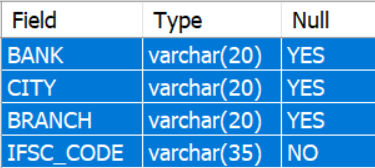 Field Type Null
BANK varchar(20) YES
CITY varchar(20) YES
BRANCH varchar(20) YES
IFSC_CODE varchar(35) NO